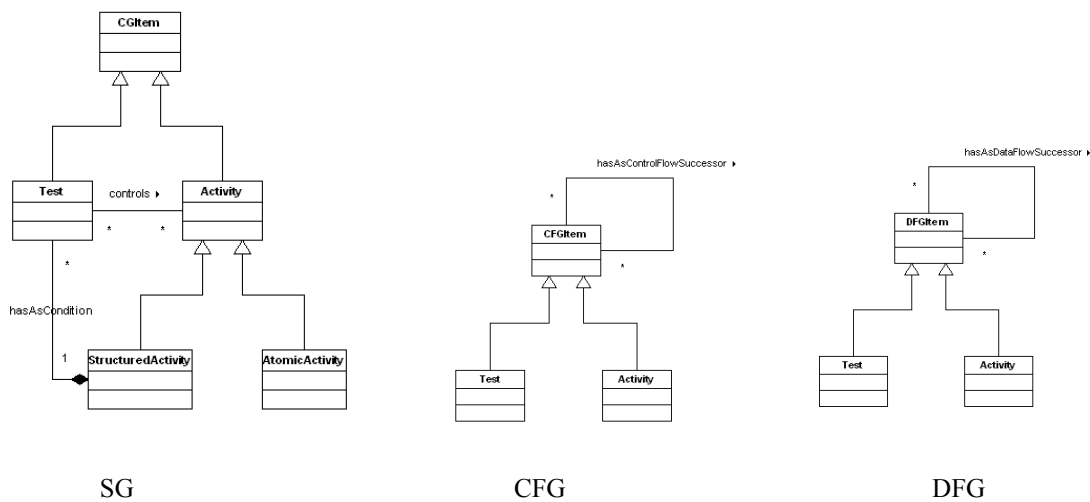 CGItem
Test
controls
Activity
*
*
*
hasAsCondition
1
StructuredActivity
AtomicActivity
SG
hasAsControlFlowSuccessor
*
CFGItem
*
Test
Activity
CFG
hasAsDataFlowSuccessor
*
DFGItem
*
Test
Activity
DFG